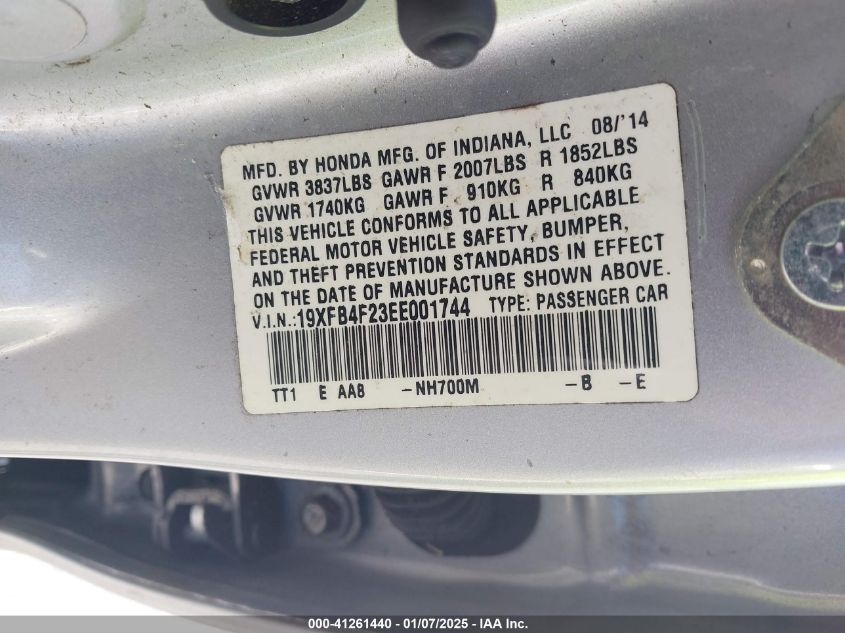 MFD. BY HONDA MFG. OF INDIANA, LLC 08/'14
GVWR 3837LBS GAWR F 2007LBS R 1852LBS
GVWR 1740KG GAWR F 910KG R 840KG
THIS VEHICLE CONFORMS TO ALL APPLICABLE
FEDERAL MOTOR VEHICLE SAFETY, BUMPER,
AND THEFT PREVENTION STANDARDS IN EFFECT
ON THE DATE OF MANUFACTURE SHOWN ABOVE.
V.I.N.:19XFB4F23EE001744 TYPE: PASSENGER CAR
TT1 E AA8 -NH700M -B -E
000-41261440 - 01/07/2025 - IAA Inc.